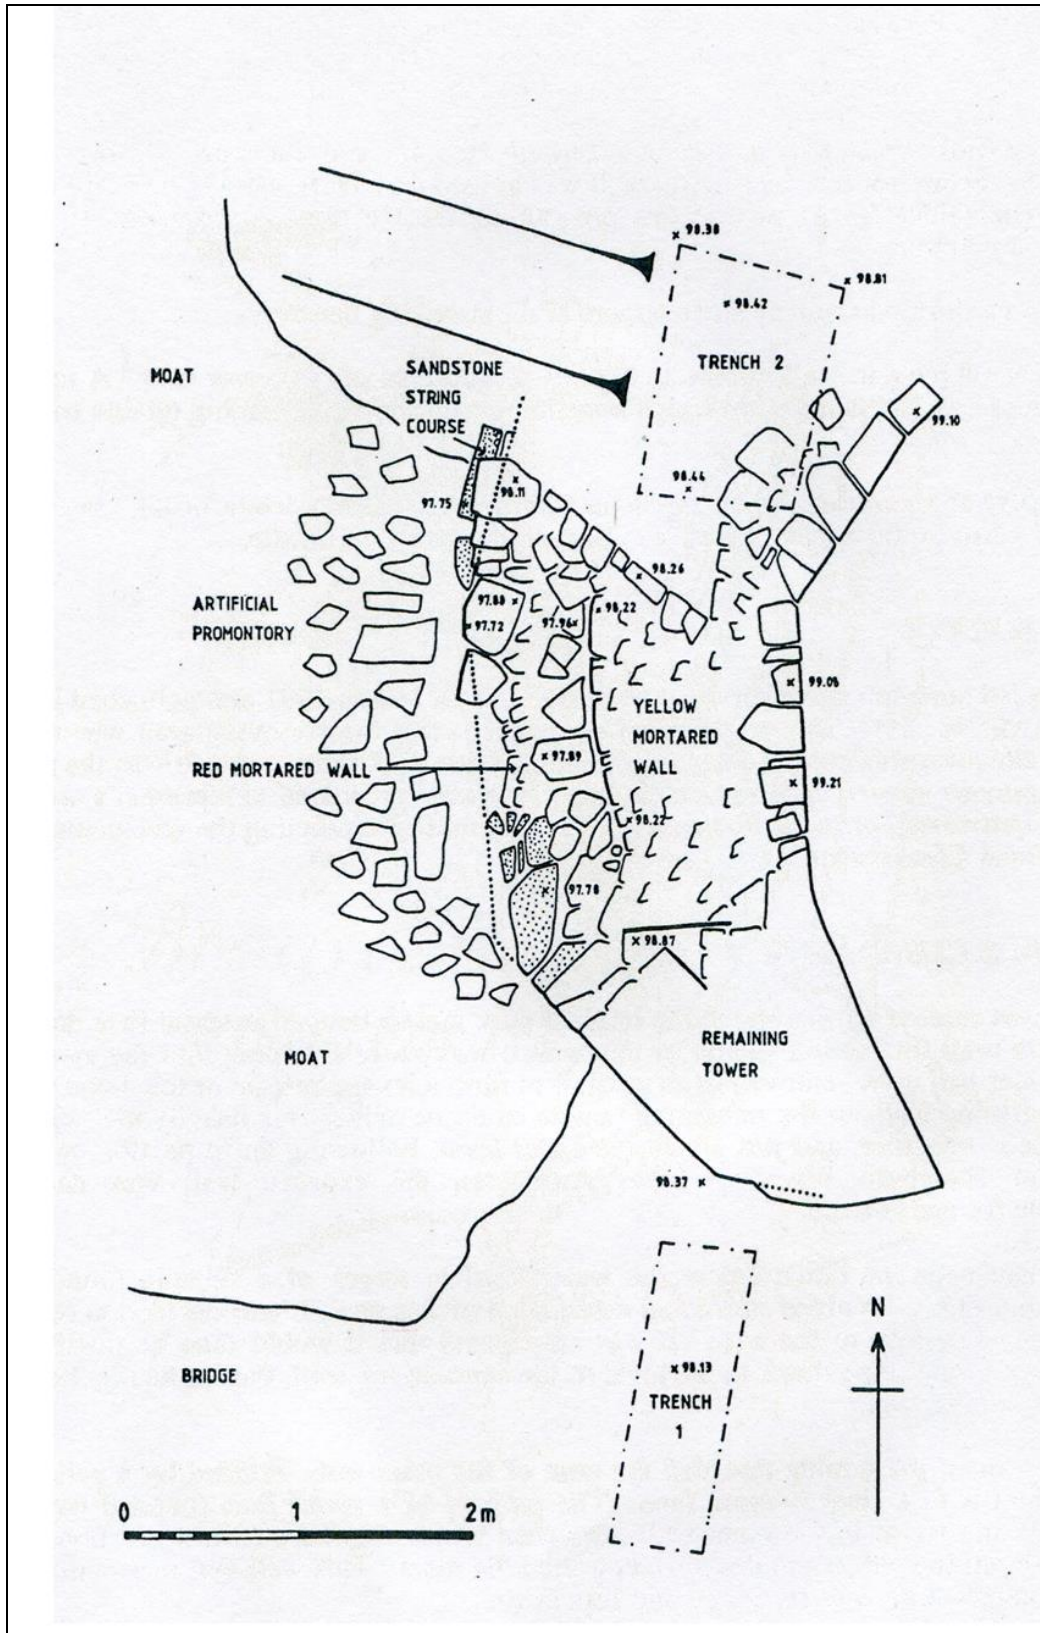 98.38
98.81
98.42
TRENCH 2
MOAT
SANDSTONE
STRING
COURSE
99.10
98.44
98.11
97.75
98.26
97.88
98.22
ARTIFICIAL
PROMONTORY
97.72
97.96
99.05
YELLOW
MORTARED
WALL
97.89
RED MORTARED WALL
99.21
98.22
97.78
98.87
MOAT
REMAINING
TOWER
98.37
N
BRIDGE
98.13
TRENCH
1
0 1 2m